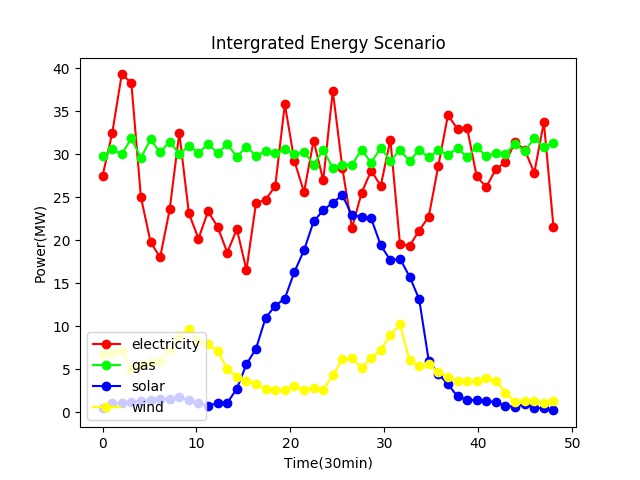 Intergrated Energy Scenario
40
35
30
25
20
15
10
5
0
Power(MW)
electricity
gas
solar
wind
0 10 20 30 40 50
Time(30min)